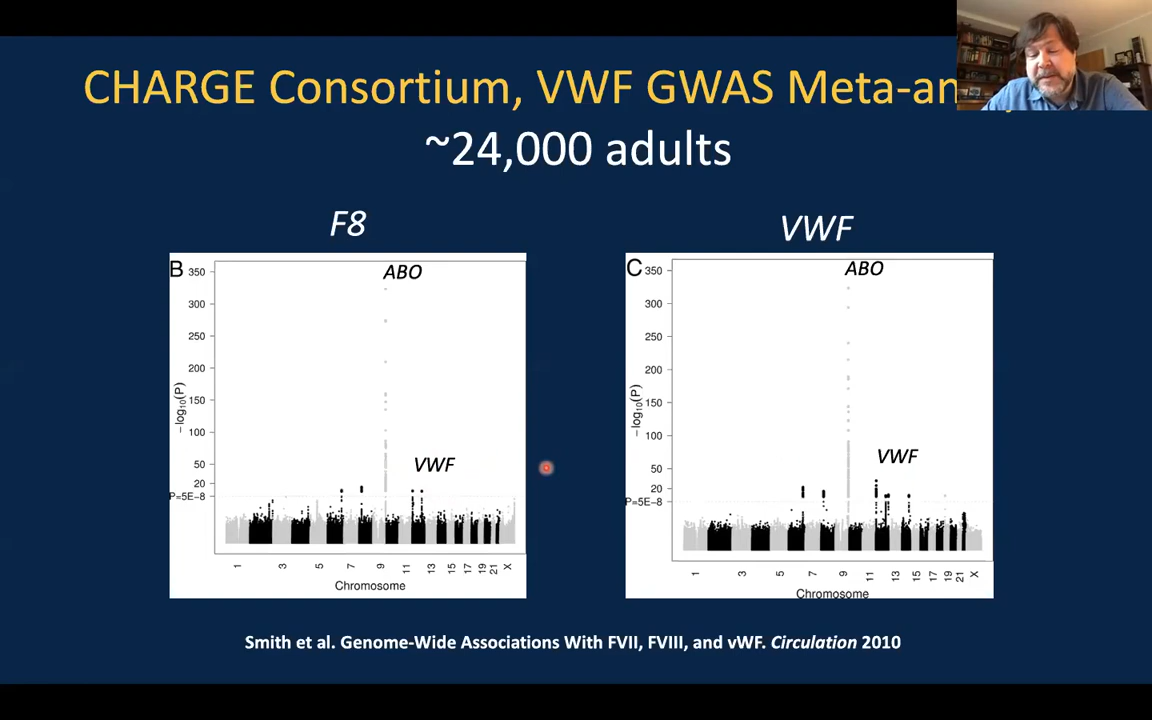 CHARGE Consortium, VWF GWAS
~24,000 adults
F8
VWF
B
ABO
VWF
350
300
250
200
150
100
50
20
P=5E−8
−log10(P)
1
3
5
7
9
11
13
15
17
19
21
X
Chromosome
C
ABO
VWF
350
300
250
200
150
100
50
20
P=5E−8
−log10(P)
1
3
5
7
9
11
13
15
17
19
21
X
Chromosome
Smith et al. Genome-Wide Associations With FVII, FVIII, and vWF. Circulation 2010